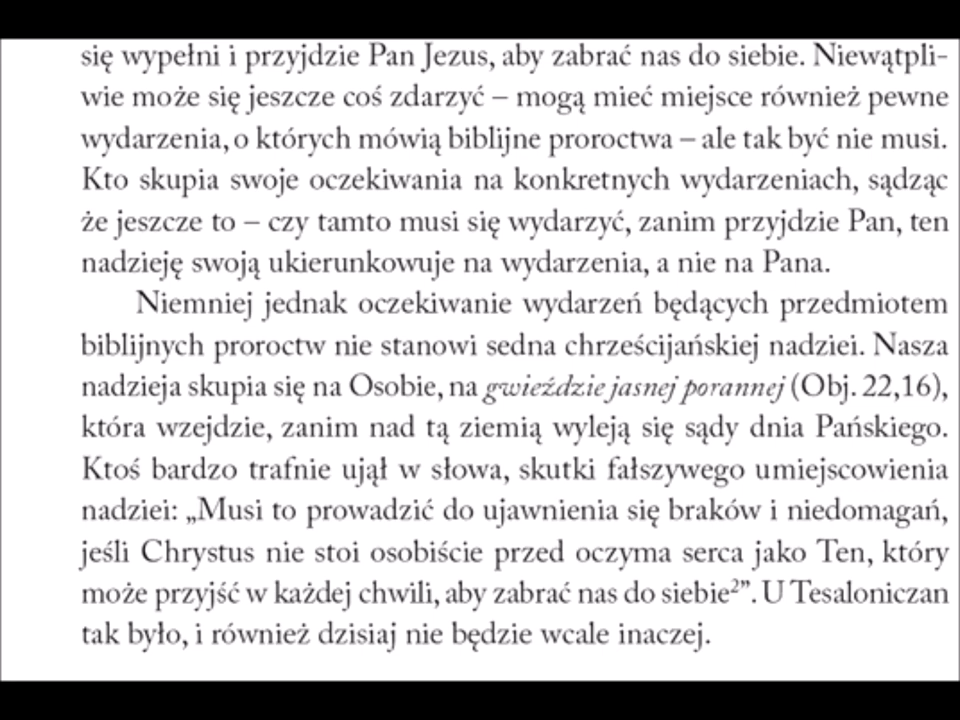 się wypełni i przyjdzie Pan Jezus, aby zabrać nas do siebie. Niewątpli-
wie może się jeszcze coś zdarzyć – mogą mieć miejsce również pewne
wydarzenia, o których mówią biblijne proroctwa – ale tak być nie musi.
Kto skupia swoje oczekiwania na konkretnych wydarzeniach, sądząc
że jeszcze to – czy tamto musi się wydarzyć, zanim przyjdzie Pan, ten
nadzieję swoją ukierunkowuje na wydarzenia, a nie na Pana.
Niemniej jednak oczekiwanie wydarzeń będących przedmiotem
biblijnych proroctw nie stanowi sedna chrześcijańskiej nadziei. Nasza
nadzieja skupia się na Osobie, na gwieździe jasnej porannej (Obj. 22,16),
która wzejdzie, zanim nad tą ziemią wyleją się sądy dnia Pańskiego.
Ktoś bardzo trafnie ujął w słowa, skutki fałszywego umiejscowienia
nadziei: „Musi to prowadzić do ujawnienia się braków i niedomagań,
jeśli Chrystus nie stoi osobiście przed oczyma serca jako Ten, który
może przyjść w każdej chwili, aby zabrać nas do siebie²”. U Tesaloniczan
tak było, i również dzisiaj nie będzie wcale inaczej.